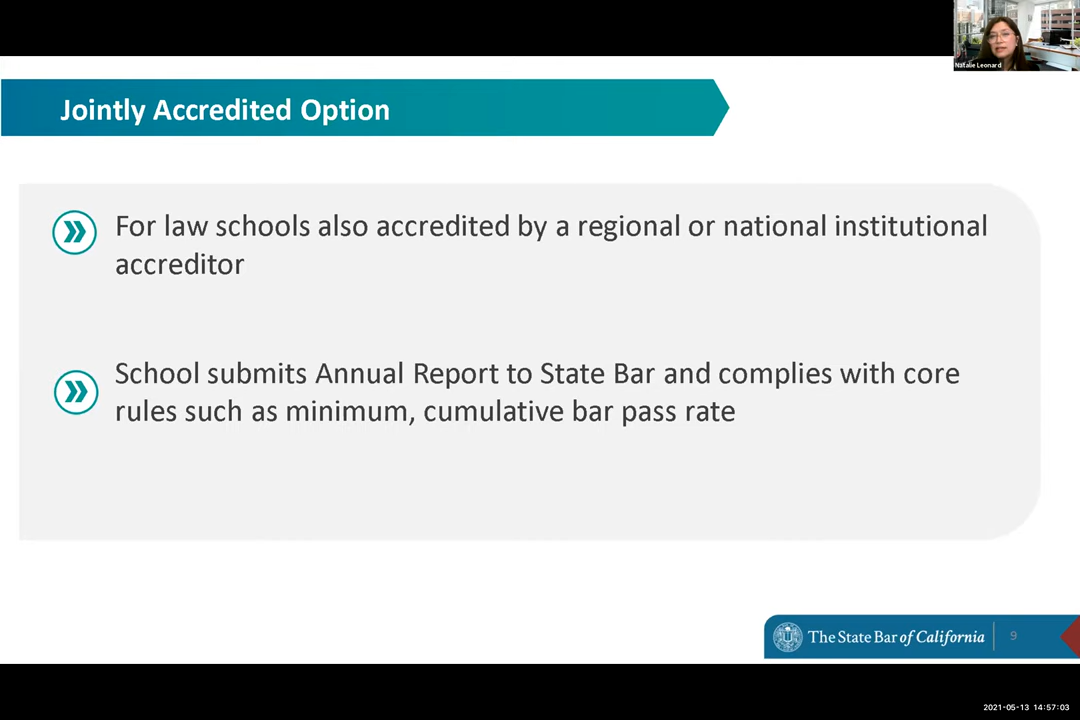 Natalie Leonard
Jointly Accredited Option
For law schools also accredited by a regional or national institutional
accreditor
School submits Annual Report to State Bar and complies with core
rules such as minimum, cumulative bar pass rate
The State Bar of California
9
2021-05-13 14:57:03